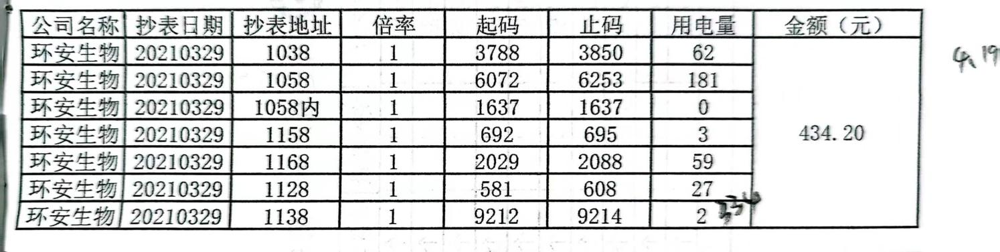 公司名称 抄表日期 抄表地址 倍率 起码 止码 用电量 金额（元）
环安生物 20210329 1038 1 3788 3850 62
环安生物 20210329 1058 1 6072 6253 181
环安生物 20210329 1058内 1 1637 1637 0
环安生物 20210329 1158 1 692 695 3 434.20
环安生物 20210329 1168 1 2029 2088 59
环安生物 20210329 1128 1 581 608 27
环安生物 20210329 1138 1 9212 9214 2 334